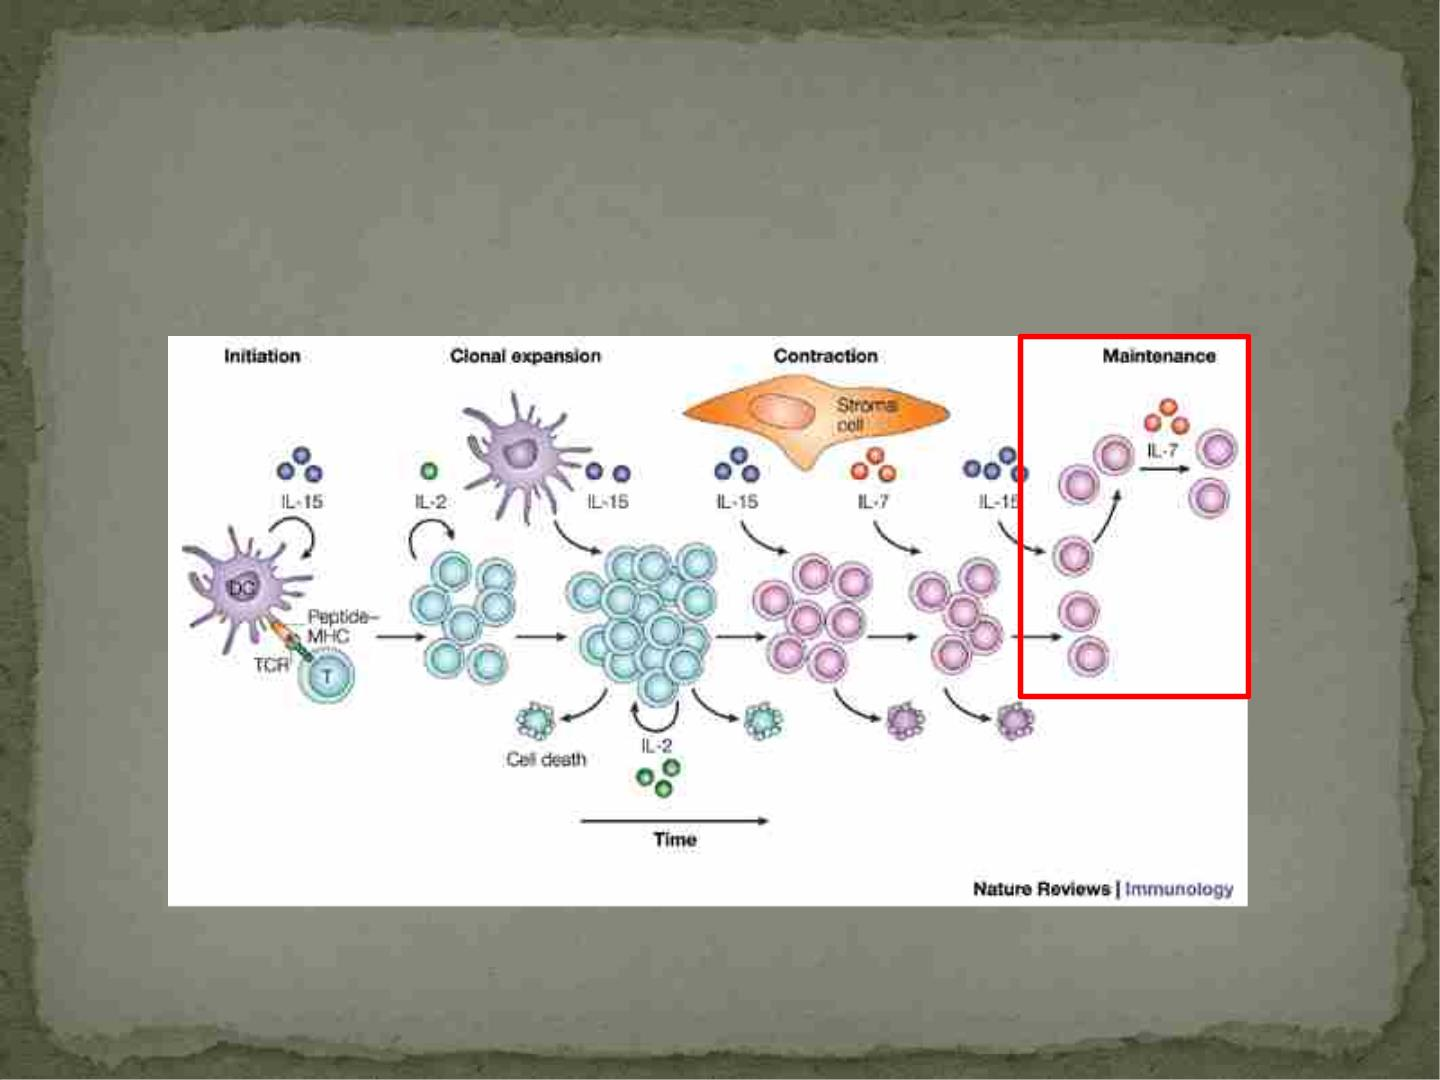 Initiation
Clonal expansion
Contraction
Maintenance
Stromal
cell
IL-15
IL-2
IL-15
IL-15
IL-7
IL-15
IL-7
DC
Peptide–
MHC
TCR
T
Cell death
IL-2
Time
Nature Reviews | Immunology